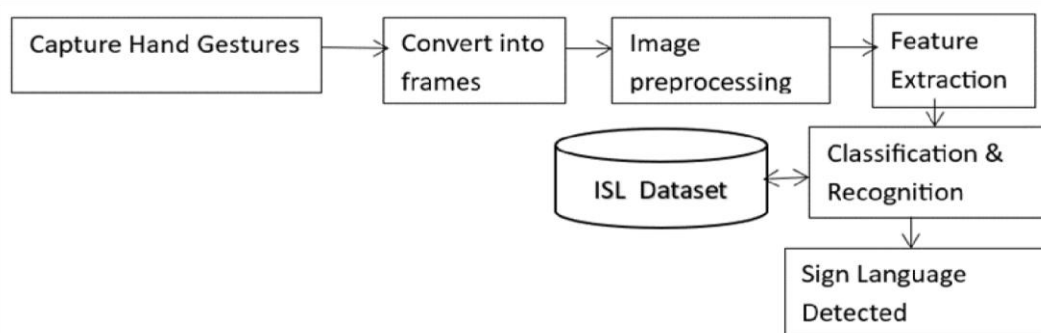 Capture Hand Gestures
Convert into
frames
Image
preprocessing
Feature
Extraction
Classification &
Recognition
ISL Dataset
Sign Language
Detected